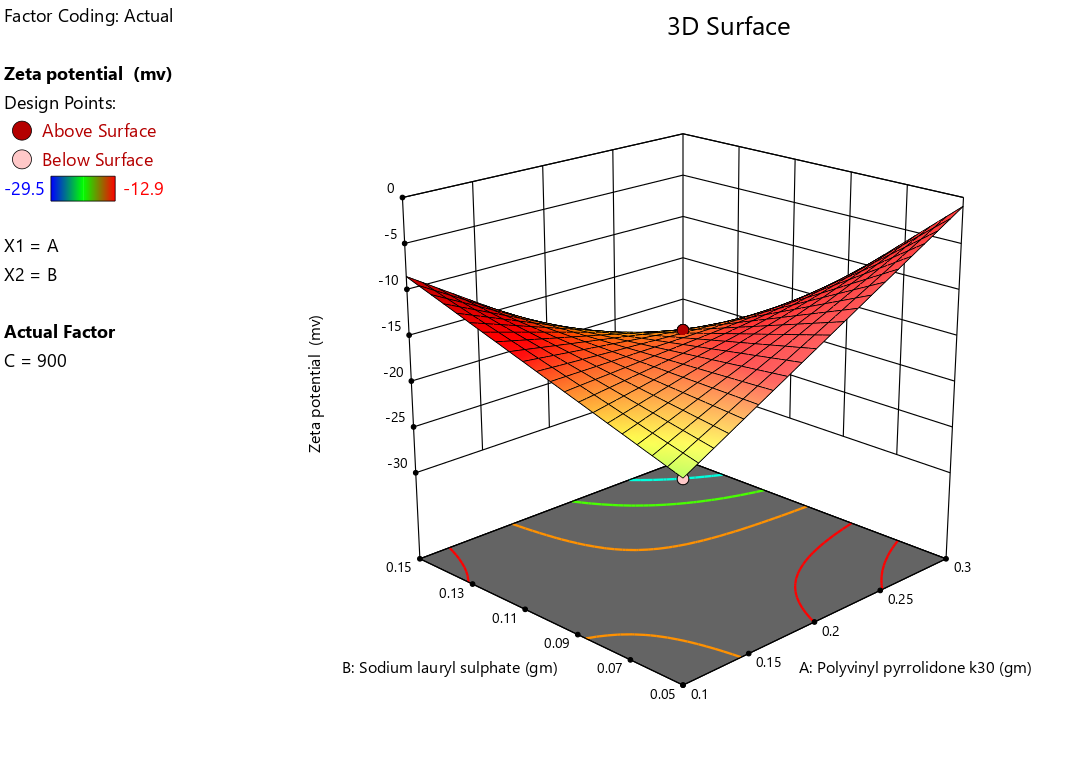 Factor Coding: Actual
3D Surface
Zeta potential (mv)
Design Points:
Above Surface
Below Surface
-29.5 -12.9
X1 = A
X2 = B
Actual Factor
C = 900
Zeta potential (mv)
0
-5
-10
-15
-20
-25
-30
0.15
0.13
0.11
0.09
0.07
0.05
B: Sodium lauryl sulphate (gm)
0.1
0.15
0.2
0.25
0.3
A: Polyvinyl pyrrolidone k30 (gm)